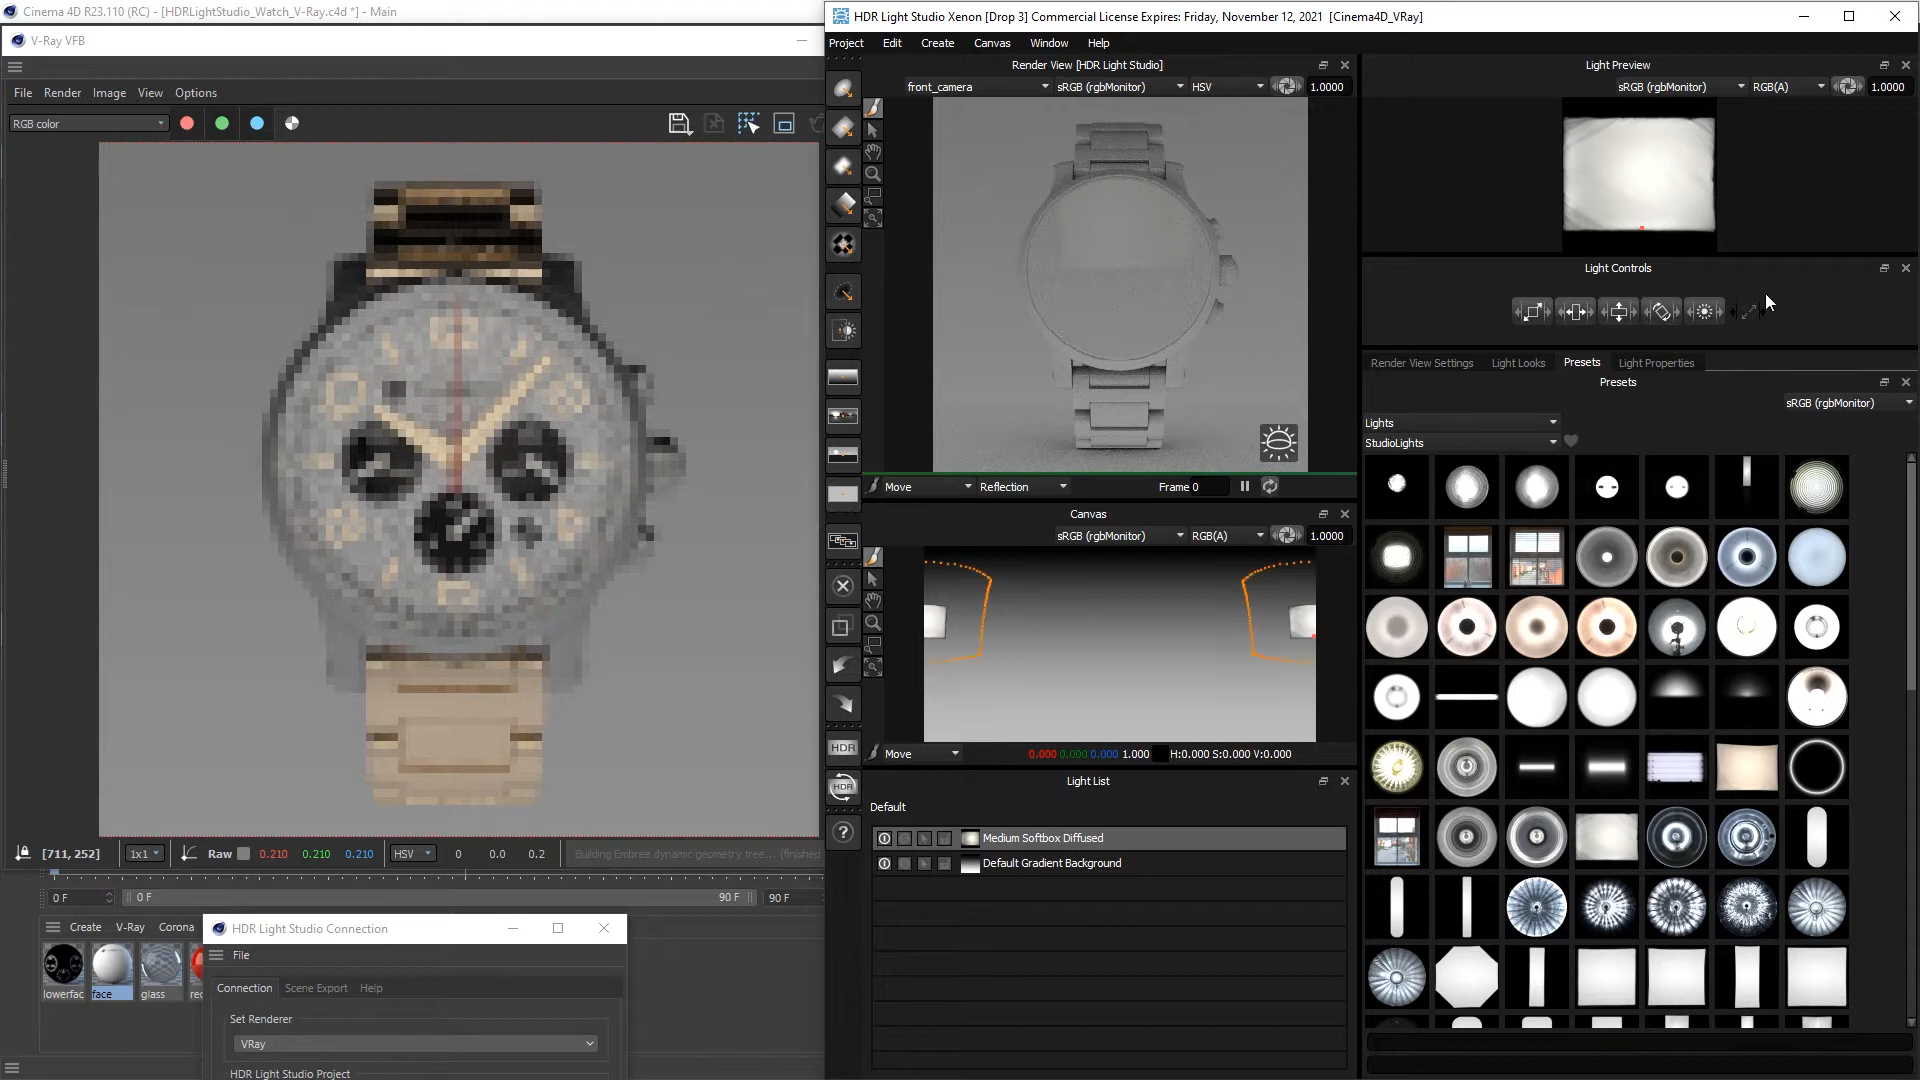 Cinema 4D R23.110 (RC) - [HDRLightStudio_Watch_V-Ray.c4d *] - Main
V-Ray VFB
File Render Image View Options
RGB color
[711, 252] 1x1 Raw 0.210 0.210 0.210 HSV 0 0.0 0.2 Building Embree dynamic geometry tree... (finished
0 F 0 F 90 F 90 F
Create V-Ray Corona
lowerfac face glass rec
HDR Light Studio Connection
File
Connection Scene Export Help
Set Renderer
VRay
HDR Light Studio Project
HDR Light Studio Xenon [Drop 3] Commercial License Expires: Friday, November 12, 2021 [Cinema4D_VRay]
Project Edit Create Canvas Window Help
Render View [HDR Light Studio]
front_camera sRGB (rgbMonitor) HSV 1.0000
Move Reflection Frame 0
Canvas
sRGB (rgbMonitor) RGB(A) 1.0000
Move 0.000 0.000 0.000 1.000 H:0.000 S:0.000 V:0.000
HDR
HDR
?
Light List
Default
Medium Softbox Diffused
Default Gradient Background
Light Preview
sRGB (rgbMonitor) RGB(A) 1.0000
Light Controls
Render View Settings Light Looks Presets Light Properties
Presets
sRGB (rgbMonitor)
Lights
StudioLights